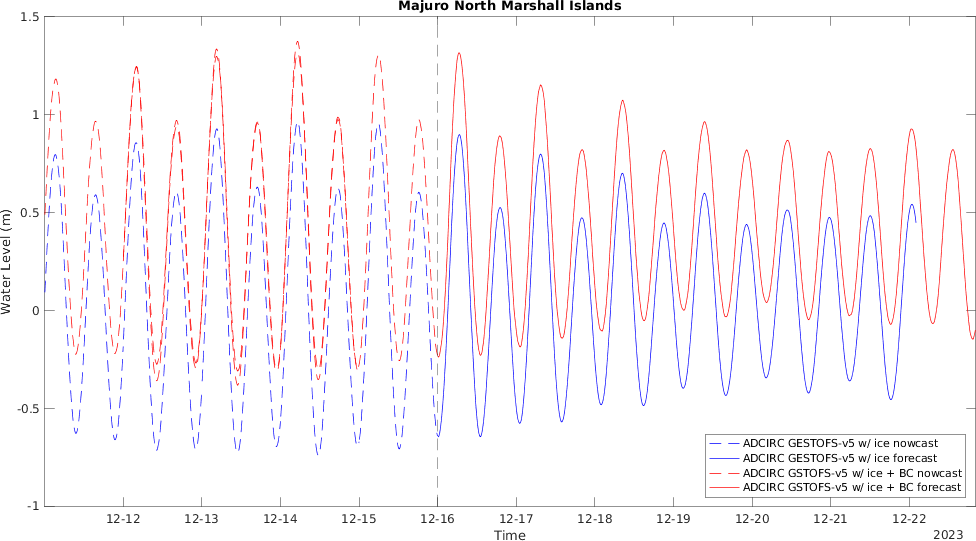 Majuro North Marshall Islands
1.5
1
0.5
0
-0.5
-1
Water Level (m)
12-12
12-13
12-14
12-15
12-16
12-17
12-18
12-19
12-20
12-21
12-22
Time
2023
ADCIRC GESTOFS-v5 w/ ice nowcast
ADCIRC GESTOFS-v5 w/ ice forecast
ADCIRC GSTOFS-v5 w/ ice + BC nowcast
ADCIRC GSTOFS-v5 w/ ice + BC forecast